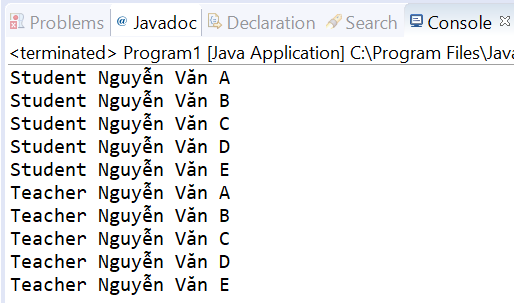 Problems @ Javadoc Declaration Search Console
<terminated> Program1 [Java Application] C:\Program Files\Java
Student Nguyễn Văn A
Student Nguyễn Văn B
Student Nguyễn Văn C
Student Nguyễn Văn D
Student Nguyễn Văn E
Teacher Nguyễn Văn A
Teacher Nguyễn Văn B
Teacher Nguyễn Văn C
Teacher Nguyễn Văn D
Teacher Nguyễn Văn E